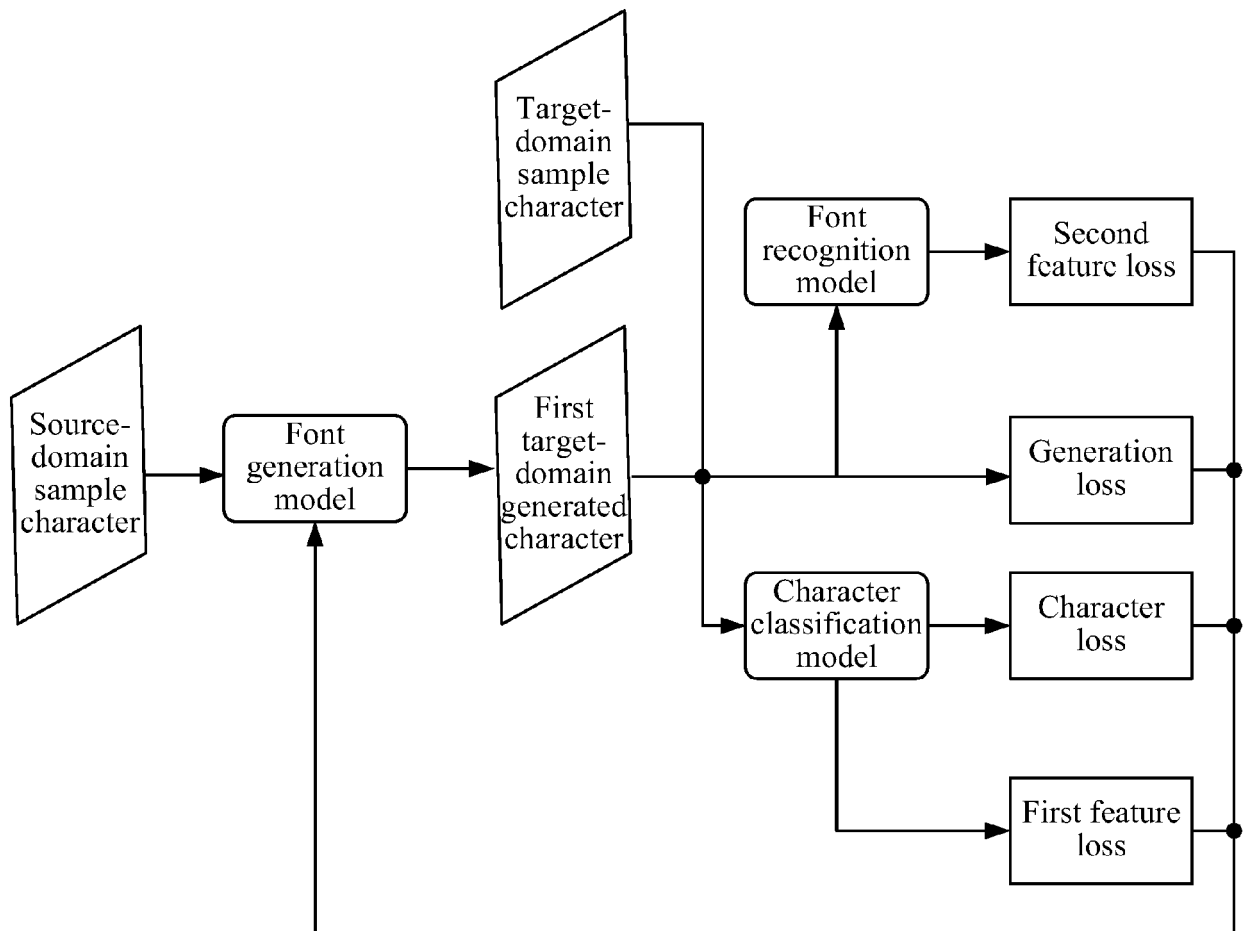 Target-
domain
sample
character
Font
recognition
model
Second
feature loss
Source-
domain
sample
character
Font
generation
model
First
target-
domain
generated
character
Generation
loss
Character
classification
model
Character
loss
First feature
loss